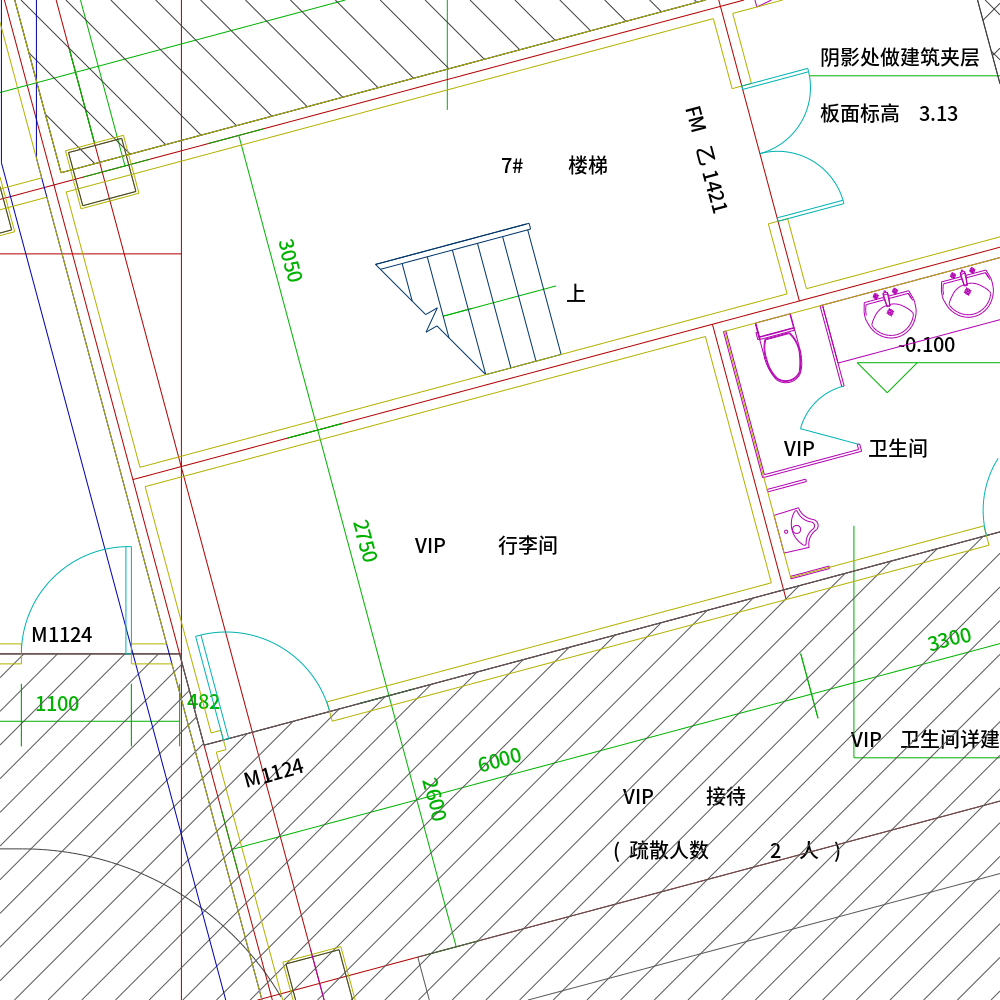 阴影处做建筑夹层
板面标高 3.13
FM 乙 1421
7# 楼梯
3050
上
-0.100
VIP 卫生间
2750
VIP 行李间
M1124
3300
1100
482
VIP 卫生间详建
6000
M1124
2600
VIP 接待
( 疏散人数 2 人 )